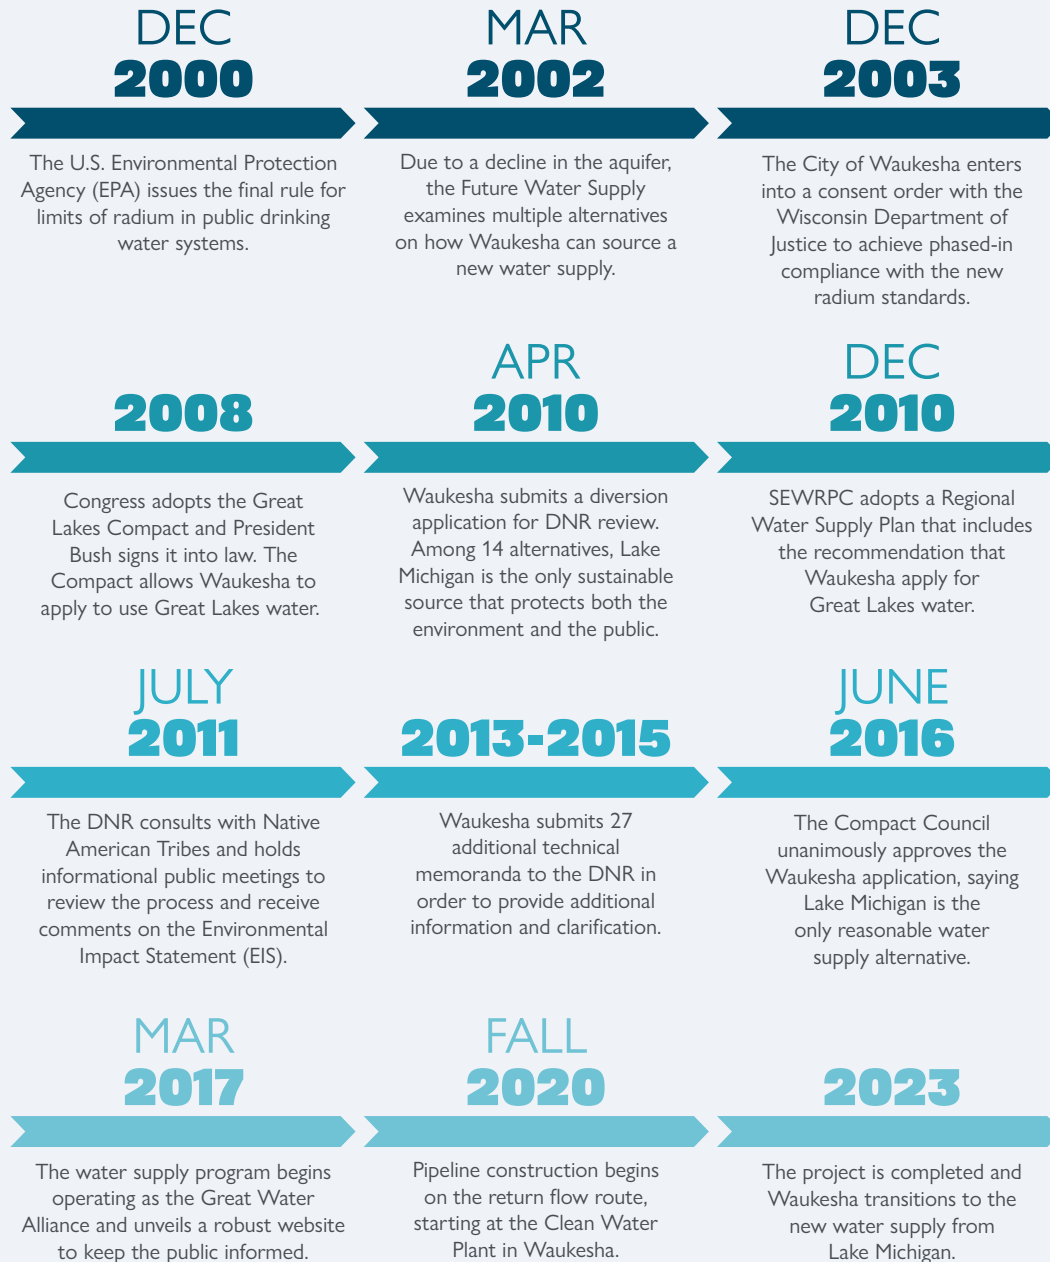 DEC
2000
The U.S. Environmental Protection
Agency (EPA) issues the final rule for
limits of radium in public drinking
water systems.
MAR
2002
Due to a decline in the aquifer,
the Future Water Supply
examines multiple alternatives
on how Waukesha can source a
new water supply.
DEC
2003
The City of Waukesha enters
into a consent order with the
Wisconsin Department of
Justice to achieve phased-in
compliance with the new
radium standards.
2008
Congress adopts the Great
Lakes Compact and President
Bush signs it into law. The
Compact allows Waukesha to
apply to use Great Lakes water.
APR
2010
Waukesha submits a diversion
application for DNR review.
Among 14 alternatives, Lake
Michigan is the only sustainable
source that protects both the
environment and the public.
DEC
2010
SEWRPC adopts a Regional
Water Supply Plan that includes
the recommendation that
Waukesha apply for
Great Lakes water.
JULY
2011
The DNR consults with Native
American Tribes and holds
informational public meetings to
review the process and receive
comments on the Environmental
Impact Statement (EIS).
2013-2015
Waukesha submits 27
additional technical
memoranda to the DNR in
order to provide additional
information and clarification.
JUNE
2016
The Compact Council
unanimously approves the
Waukesha application, saying
Lake Michigan is the
only reasonable water
supply alternative.
MAR
2017
The water supply program begins
operating as the Great Water
Alliance and unveils a robust website
to keep the public informed.
FALL
2020
Pipeline construction begins
on the return flow route,
starting at the Clean Water
Plant in Waukesha.
2023
The project is completed and
Waukesha transitions to the
new water supply from
Lake Michigan.